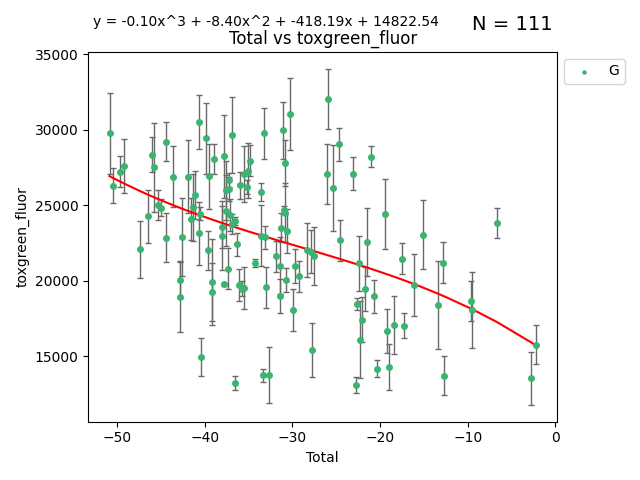 y = -0.10x^3 + -8.40x^2 + -418.19x + 14822.54
N = 111
Total vs toxgreen_fluor
G
35000
30000
25000
20000
15000
toxgreen_fluor
−50 −40 −30 −20 −10 0
Total